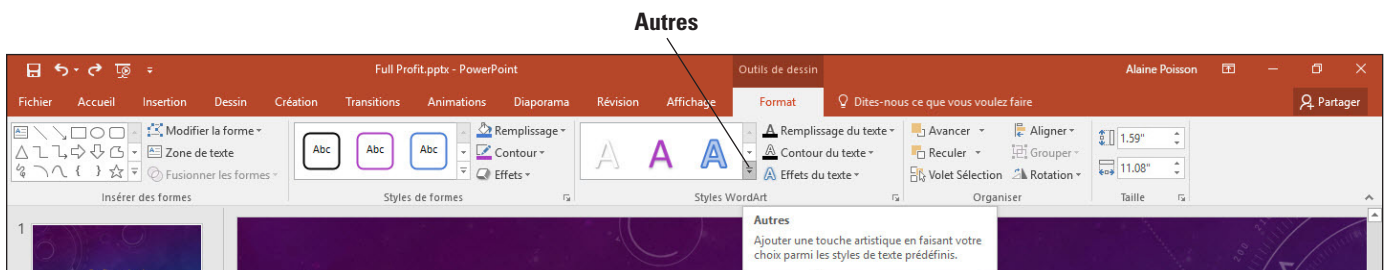 Autres
Full Profit.pptx - PowerPoint
Outils de dessin
Alaine Poisson
Fichier Accueil Insertion Dessin Création Transitions Animations Diaporama Révision Affichage Format Dites-nous ce que vous voulez faire Partager
Modifier la forme
Zone de texte
Fusionner les formes
Insérer des formes
Abc Abc Abc
Remplissage
Contour
Effets
Styles de formes
A A A
Remplissage du texte
Contour du texte
Effets du texte
Styles WordArt
Avancer
Reculer
Volet Sélection
Aligner
Grouper
Rotation
Organiser
1.59"
11.08"
Taille
1
Autres
Ajouter une touche artistique en faisant votre
choix parmi les styles de texte prédéfinis.
210
200